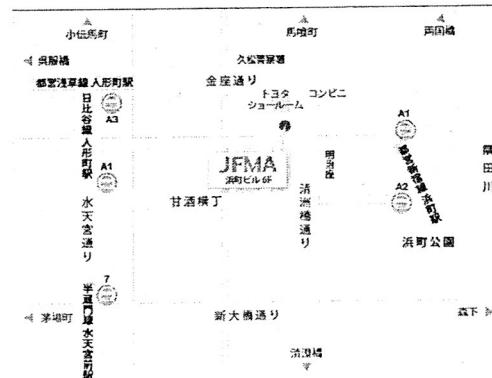 小伝馬町
馬喰町
両国橋
呉服橋
久松警察署
都営浅草線 人形町駅
金座通り
トヨタ
ショールーム
コンビニ
A3
日比谷線 人形町駅
A1
A1
JFMA
浜町ビル 6F
明治座
都営新宿線 浜町駅
隅田川
A2
水天宮通り
甘酒横丁
清洲橋通り
浜町公園
7
半蔵門線 水天宮前駅
茅場町
新大橋通り
森下
清洲橋